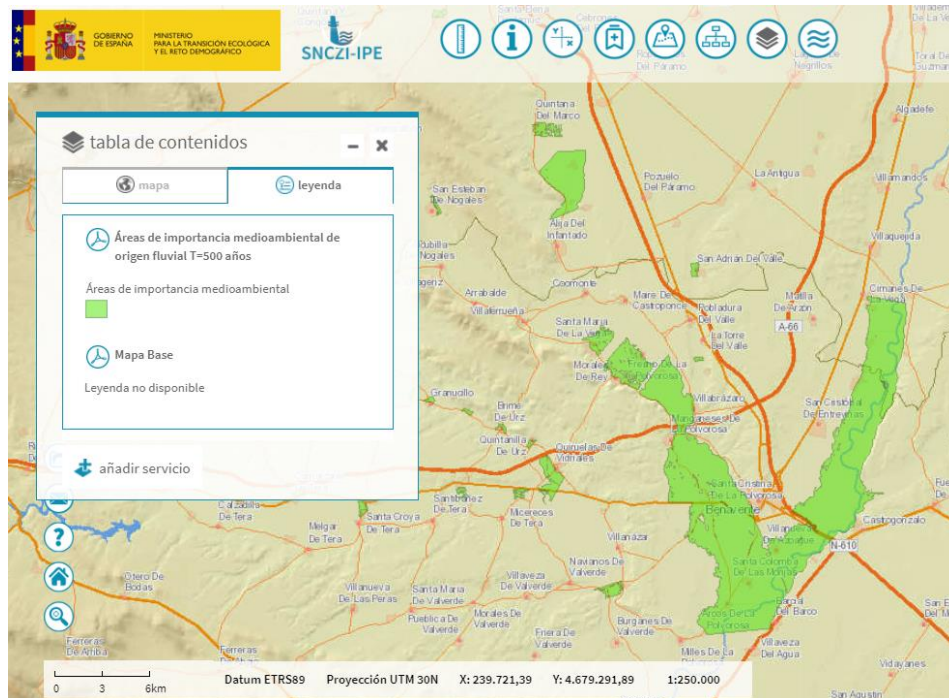 GOBIERNO
DE ESPAÑA
MINISTERIO
PARA LA TRANSICIÓN ECOLÓGICA
Y EL RETO DEMOGRÁFICO
SNCZI-IPE
tabla de contenidos
mapa
leyenda
Áreas de importancia medioambiental de
origen fluvial T=500 años
Áreas de importancia medioambiental
Mapa Base
Leyenda no disponible
añadir servicio
Del Páramo
Negrillos
Toral De
Algadefe
Quintana
Del Marco
La Antigua
Pozuelo
Del Páramo
Villamandos
San Esteban
De Nogales
Alija Del
Infantado
Villaquejida
Nogales
San Adrián Del Valle
Cimanes De
La Vega
Arrabalde
Coomonte
Maire De
Castroponce
Pobladura
Del Valle
Matilla
De Arzón
A-66
Villaferrueña
Santa María
De La Vega
La Torre
Del Valle
Morales
De Rey
Fresno De La
Polvorosa
Granucillo
Villabrázaro
San Cristóbal
De Entreviñas
Brime
De Urz
Manganeses De
La Polvorosa
Quintanilla
De Urz
Quiruelas De
Vidriales
Santa Cristina
De La Polvorosa
Calzadilla
De Tera
Santibáñez
De Tera
Micereces
De Tera
Benavente
Santa Croya
De Tera
Melgar
De Tera
Villanueva
De Azoague
Castrogonzalo
Villanázar
N-610
Santa Colomba
De Las Monjas
Navianos De
Valverde
Otero De
Bodas
Villanueva
De Las Peras
Santa María
De Valverde
Villaveza
De Valverde
Barcial
Del Barco
Arcos De La
Polvorosa
Pueblica De
Valverde
Morales De
Valverde
Friera De
Valverde
Burganes De
Valverde
Ferreras
De Arriba
Ferreras
Milles De La
Villaveza
Del Agua
Vidayanes
San Agustín
0 3 6km
Datum ETRS89
Proyección UTM 30N
X: 239.721,39
Y: 4.679.291,89
1:250.000